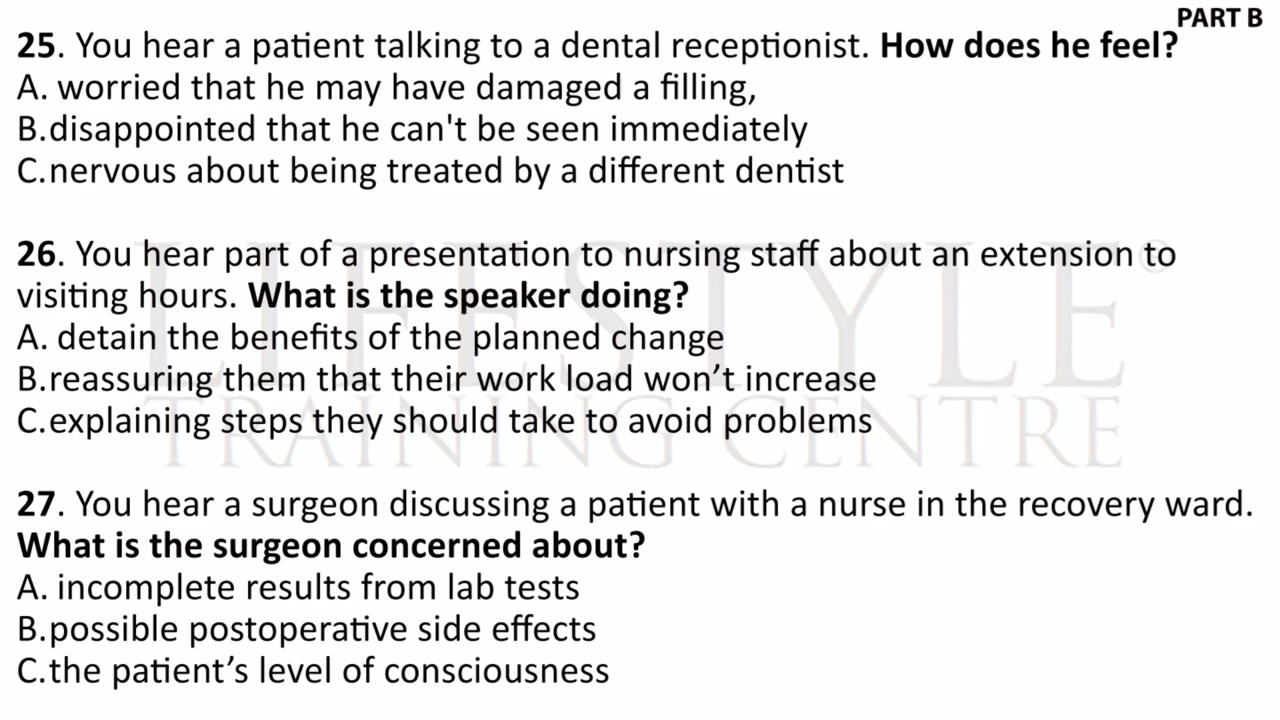 PART B
25. You hear a patient talking to a dental receptionist. How does he feel?
A. worried that he may have damaged a filling,
B.disappointed that he can't be seen immediately
C.nervous about being treated by a different dentist
26. You hear part of a presentation to nursing staff about an extension to
visiting hours. What is the speaker doing?
A. detain the benefits of the planned change
B.reassuring them that their work load won’t increase
C.explaining steps they should take to avoid problems
27. You hear a surgeon discussing a patient with a nurse in the recovery ward.
What is the surgeon concerned about?
A. incomplete results from lab tests
B.possible postoperative side effects
C.the patient’s level of consciousness
LIFESTYLE©
TRAINING CENTRE